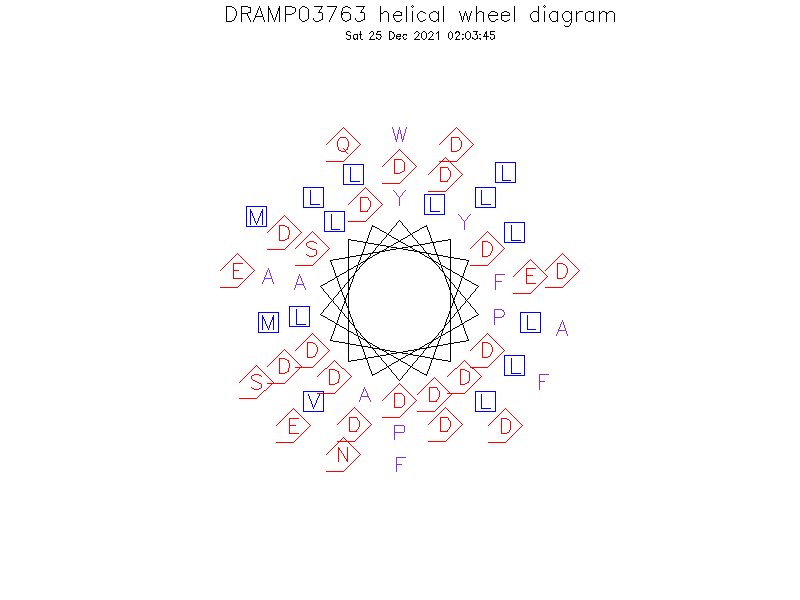 DRAMP03763 helical wheel diagram
Sat 25 Dec 2021 02:03:45
Q W D
L D D L
L D Y L L
M L Y L
D S D
E A A F E D
M L P L A
D D L
S D D D F
V A D D L
E D P D D
N F